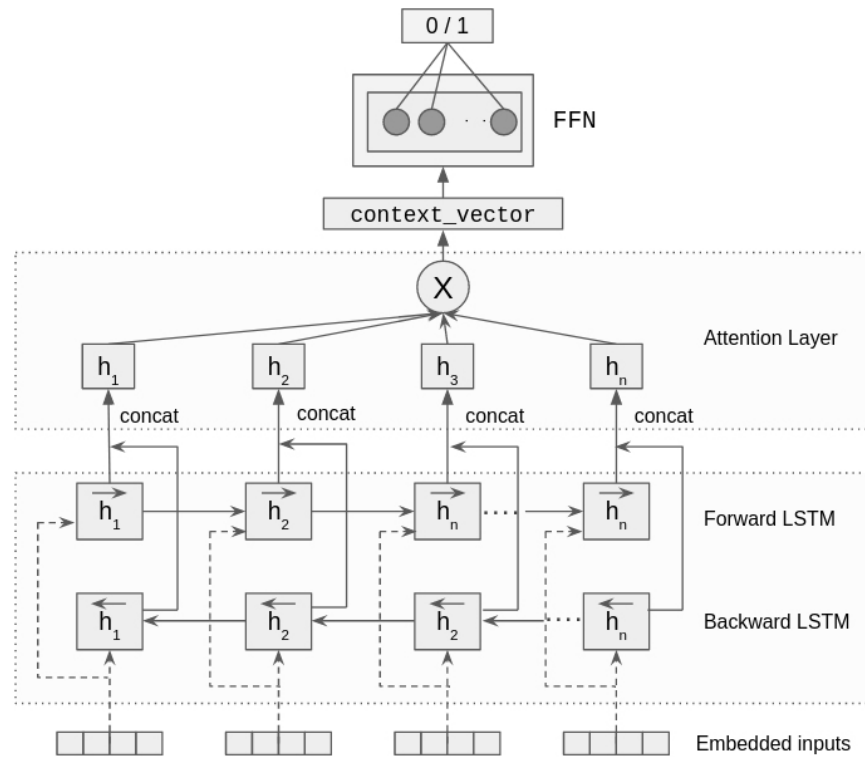 0 / 1
FFN
context_vector
X
Attention Layer
h1 h2 h3 hn
concat concat concat concat
h1 h2 hn hn Forward LSTM
h1 h2 h2 hn Backward LSTM
Embedded inputs